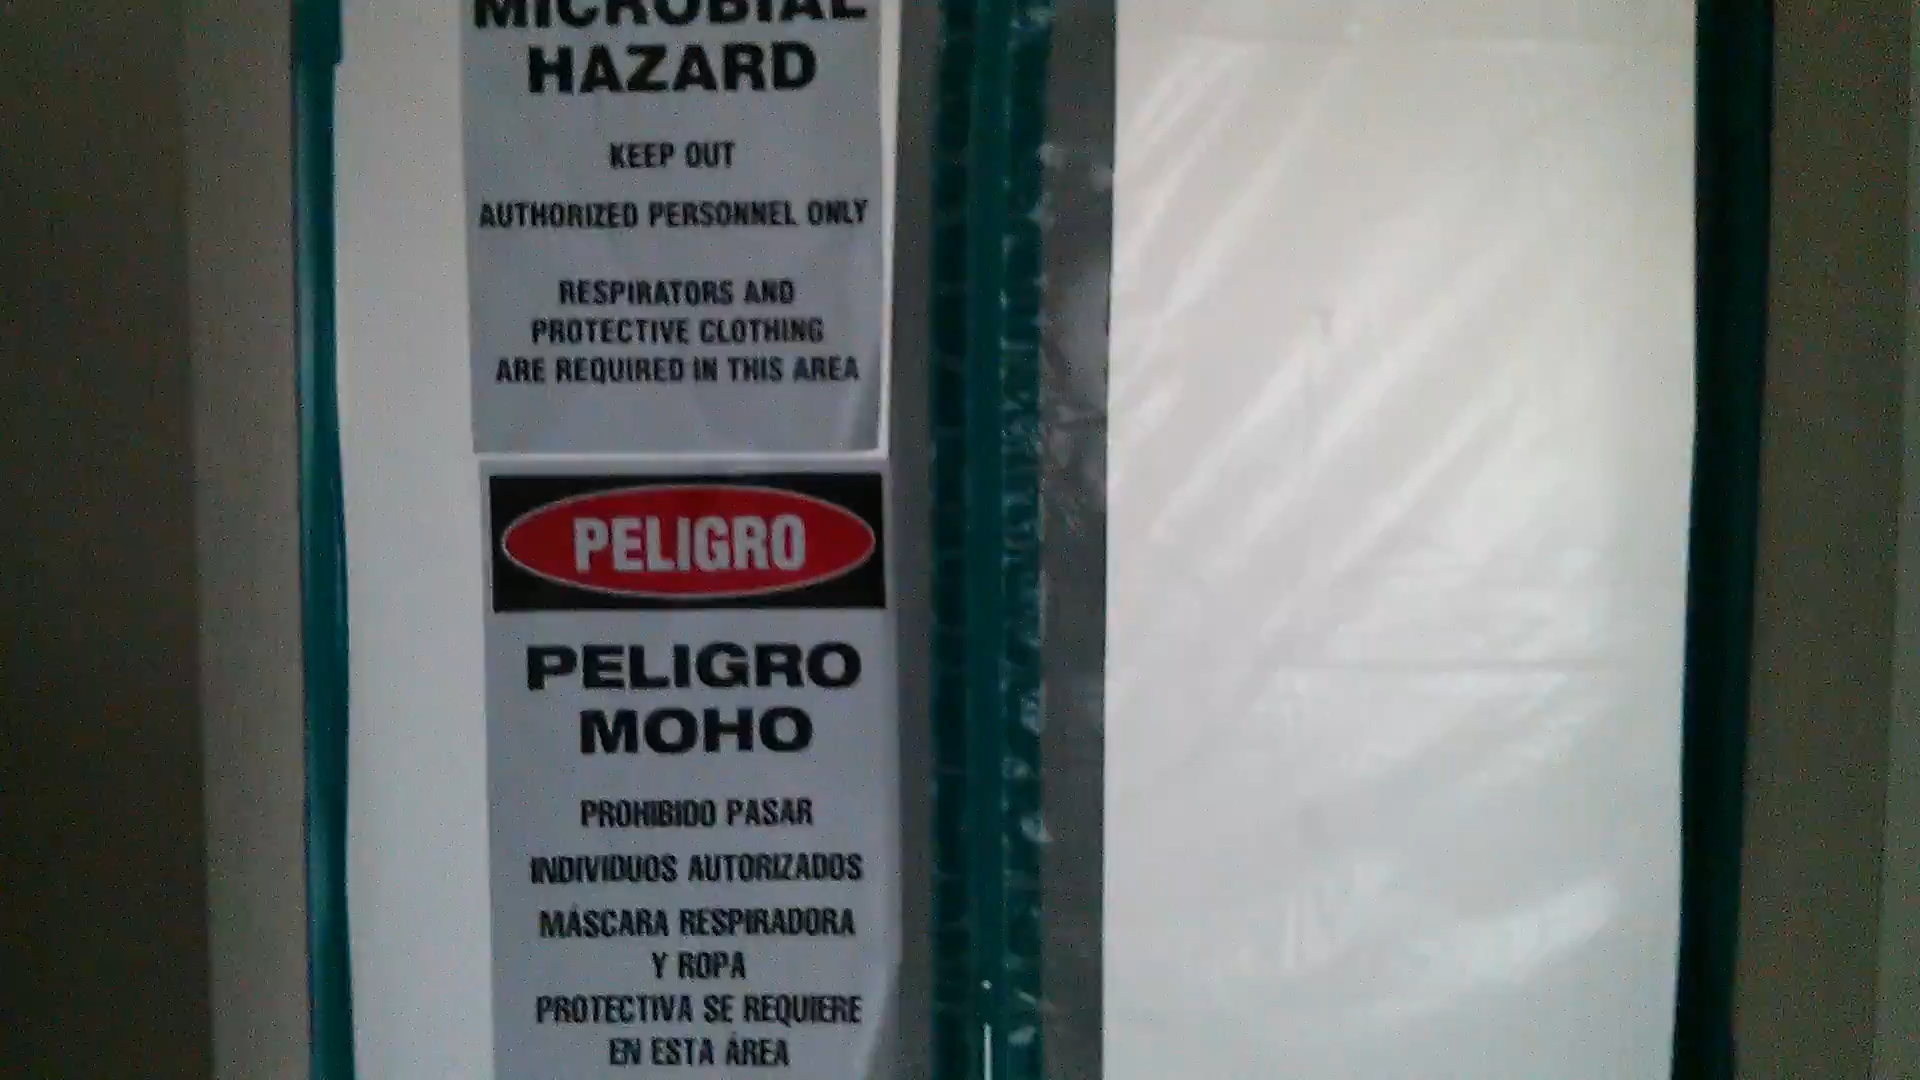 MICROBIAL
HAZARD
KEEP OUT
AUTHORIZED PERSONNEL ONLY
RESPIRATORS AND
PROTECTIVE CLOTHING
ARE REQUIRED IN THIS AREA
PELIGRO
PELIGRO
MOHO
PROHIBIDO PASAR
INDIVIDUOS AUTORIZADOS
MÁSCARA RESPIRADORA
Y ROPA
PROTECTIVA SE REQUIERE
EN ESTA ÁREA